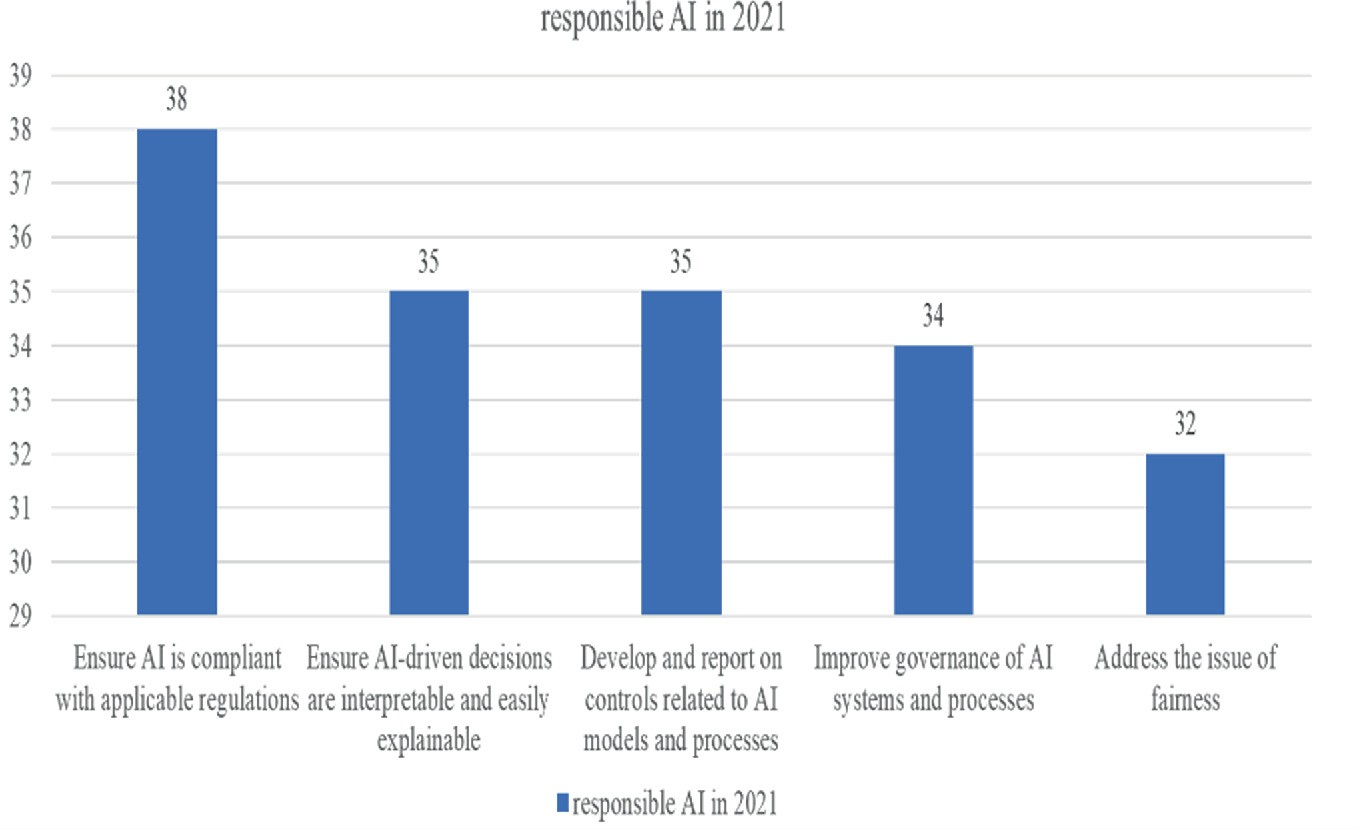 responsible AI in 2021
39
38
37
36
35
34
33
32
31
30
29
38
35
35
34
32
Ensure AI is compliant
with applicable regulations
Ensure AI-driven decisions
are interpretable and easily
explainable
Develop and report on
controls related to AI
models and processes
Improve governance of AI
systems and processes
Address the issue of
fairness
responsible AI in 2021